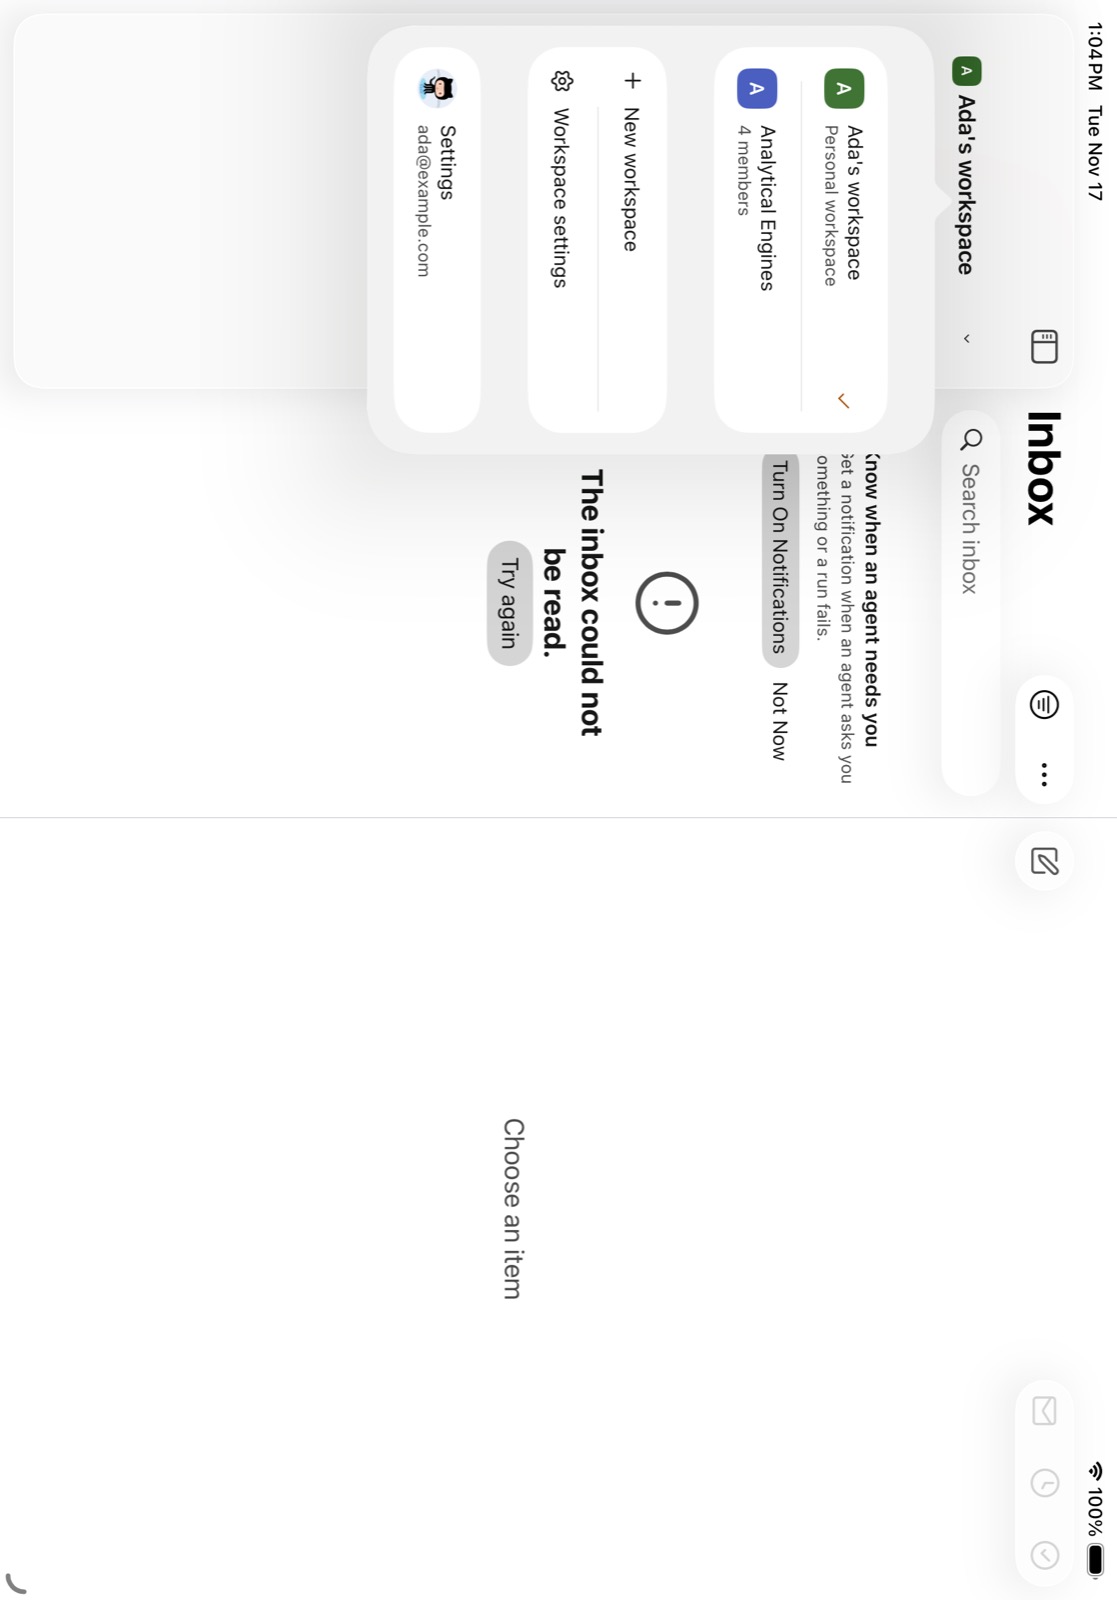 1:04 PM Tue Nov 17
100%
Inbox
A Ada's workspace
Search inbox
A
Ada's workspace
Personal workspace
A
Analytical Engines
4 members
New workspace
Workspace settings
Settings
ada@example.com
Know when an agent needs you
Get a notification when an agent asks you
omething or a run fails.
Turn On Notifications Not Now
The inbox could not
be read.
Try again
Choose an item